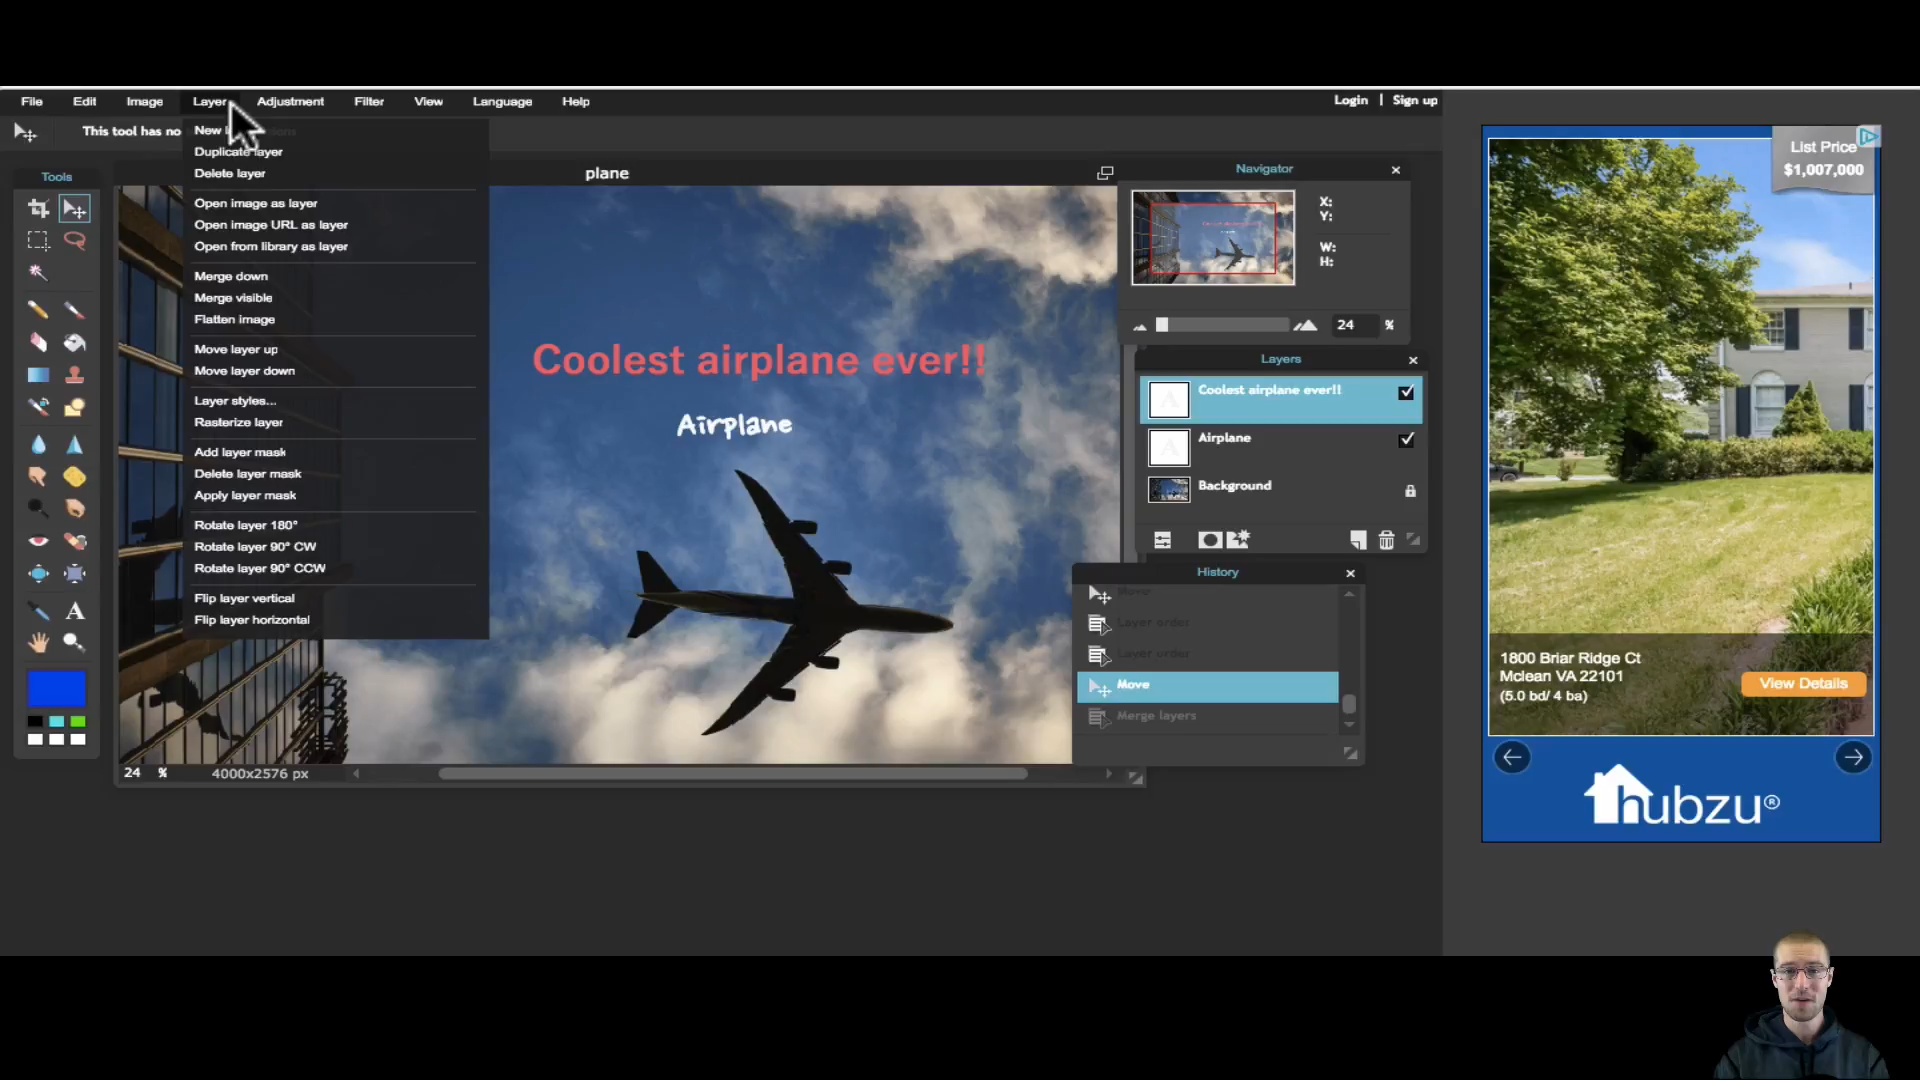 File Edit Image Layer Adjustment Filter View Language Help
Login | Sign up
This tool has no
New
Duplicate layer
Delete layer
Open image as layer
Open image URL as layer
Open from library as layer
Merge down
Merge visible
Flatten image
Move layer up
Move layer down
Layer styles...
Rasterize layer
Add layer mask
Delete layer mask
Apply layer mask
Rotate layer 180°
Rotate layer 90° CW
Rotate layer 90° CCW
Flip layer vertical
Flip layer horizontal
Tools
plane
Coolest airplane ever!!
Airplane
24 % 4000x2576 px
Navigator
X:
Y:
W:
H:
24 %
Layers
Coolest airplane ever!!
Airplane
Background
History
Move
Layer order
Layer order
Move
Merge layers
List Price
$1,007,000
1800 Briar Ridge Ct
Mclean VA 22101
(5.0 bd/ 4 ba)
View Details
hubzu®